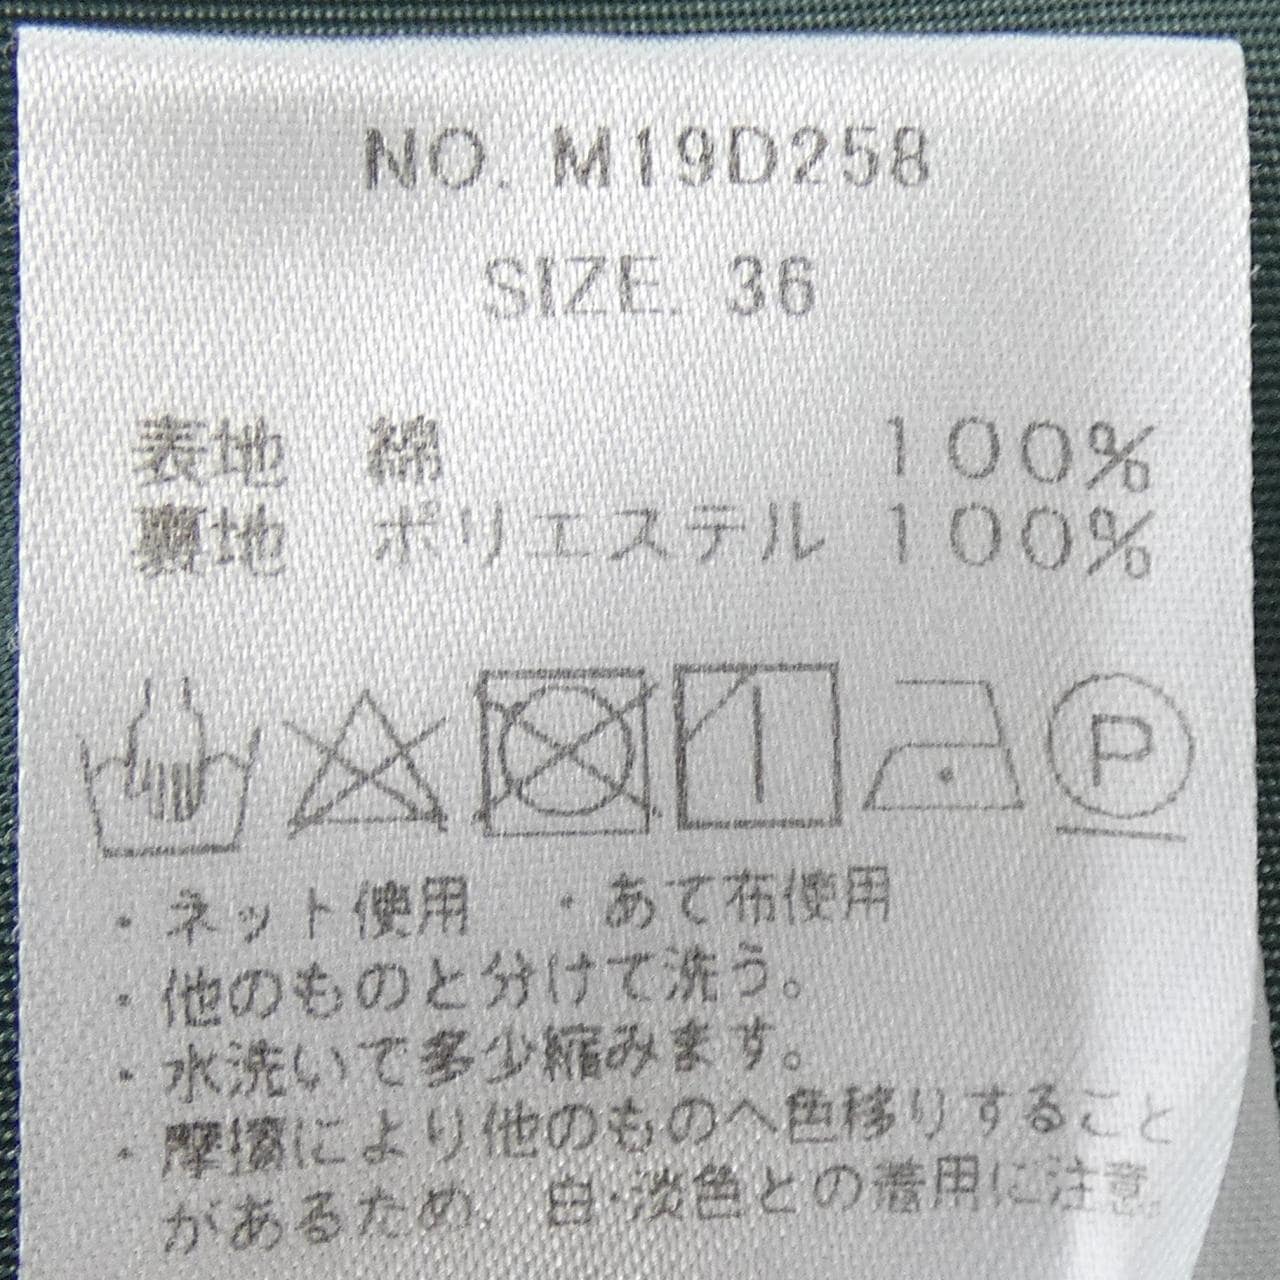 NO. M19D258
SIZE. 36
表地 綿 100%
裏地 ポリエステル 100%
P
・ネット使用 ・あて布使用
・他のものと分けて洗う。
・水洗いで多少縮みます。
・摩擦により他のものへ色移りすること
があるため、白・淡色との着用に注意。